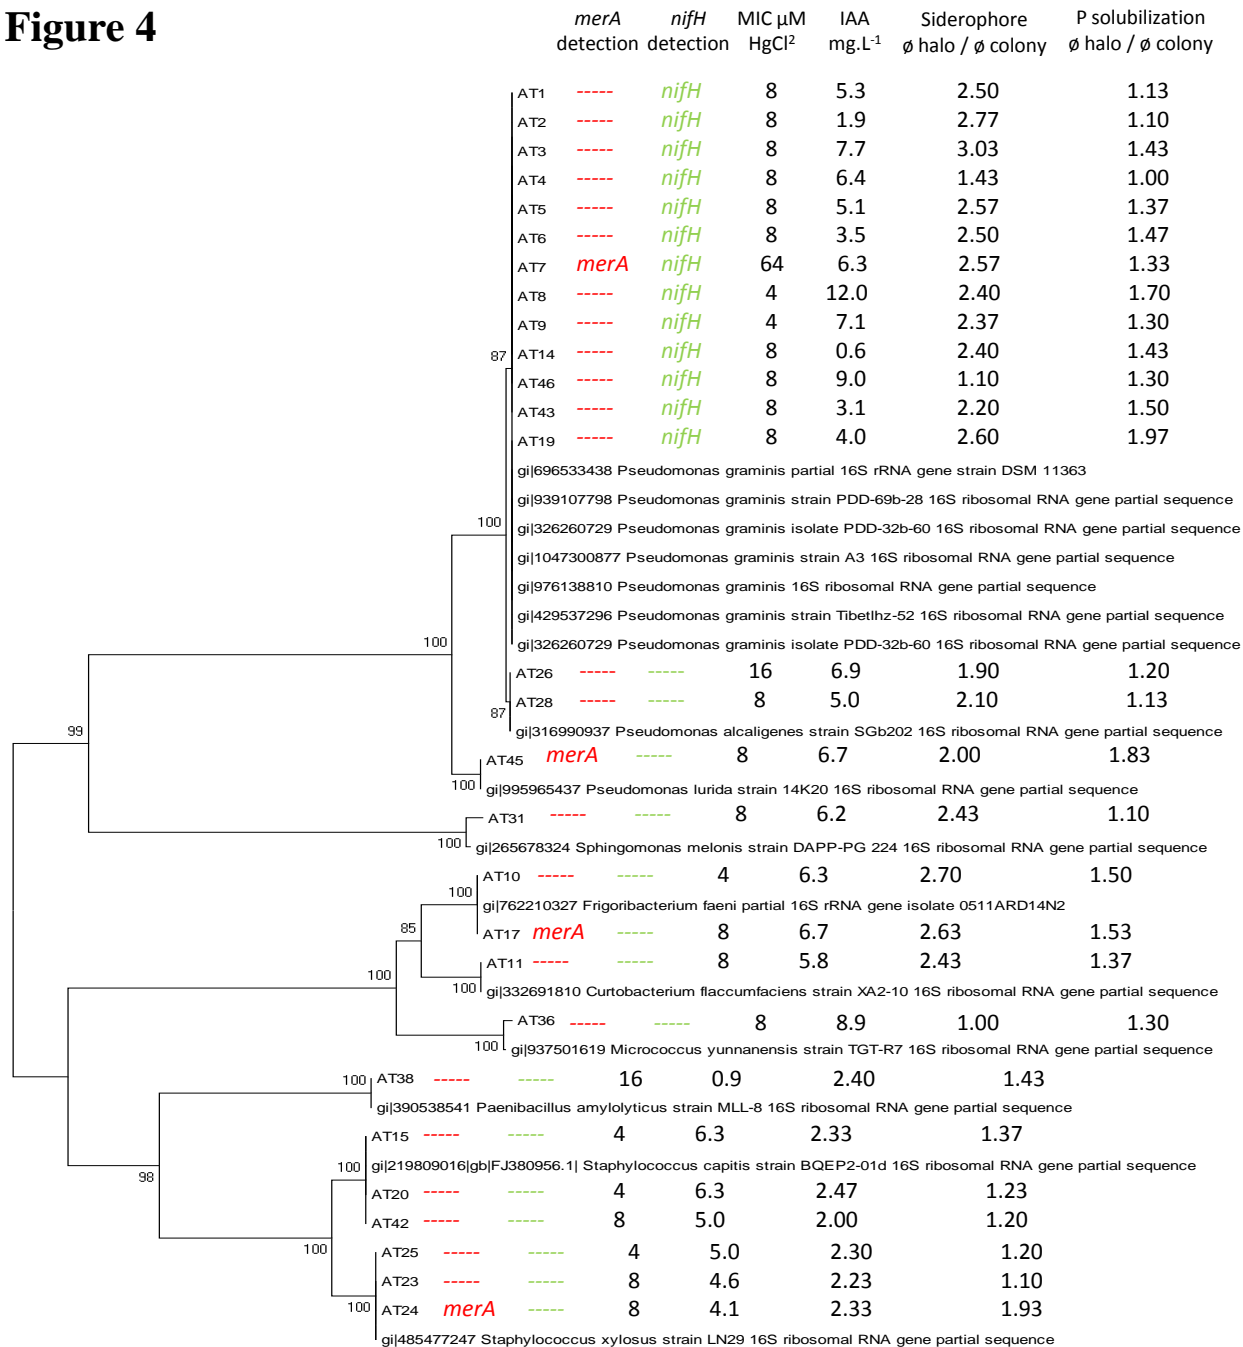 Figure 4
merA nifH MIC µM IAA Siderophore P solubilization
detection detection HgCl² mg.L-1 ø halo / ø colony ø halo / ø colony
AT1 ----- nifH 8 5.3 2.50 1.13
AT2 ----- nifH 8 1.9 2.77 1.10
AT3 ----- nifH 8 7.7 3.03 1.43
AT4 ----- nifH 8 6.4 1.43 1.00
AT5 ----- nifH 8 5.1 2.57 1.37
AT6 ----- nifH 8 3.5 2.50 1.47
AT7 merA nifH 64 6.3 2.57 1.33
AT8 ----- nifH 4 12.0 2.40 1.70
AT9 ----- nifH 4 7.1 2.37 1.30
87 AT14 ----- nifH 8 0.6 2.40 1.43
AT46 ----- nifH 8 9.0 1.10 1.30
AT43 ----- nifH 8 3.1 2.20 1.50
AT19 ----- nifH 8 4.0 2.60 1.97
gi|696533438 Pseudomonas graminis partial 16S rRNA gene strain DSM 11363
gi|939107798 Pseudomonas graminis strain PDD-69b-28 16S ribosomal RNA gene partial sequence
100 gi|326260729 Pseudomonas graminis isolate PDD-32b-60 16S ribosomal RNA gene partial sequence
gi|1047300877 Pseudomonas graminis strain A3 16S ribosomal RNA gene partial sequence
gi|976138810 Pseudomonas graminis 16S ribosomal RNA gene partial sequence
gi|429537296 Pseudomonas graminis strain Tibetlhz-52 16S ribosomal RNA gene partial sequence
100 gi|326260729 Pseudomonas graminis isolate PDD-32b-60 16S ribosomal RNA gene partial sequence
AT26 ----- ----- 16 6.9 1.90 1.20
AT28 ----- ----- 8 5.0 2.10 1.13
87
99 gi|316990937 Pseudomonas alcaligenes strain SGb202 16S ribosomal RNA gene partial sequence
AT45 merA ----- 8 6.7 2.00 1.83
100 gi|995965437 Pseudomonas lurida strain 14K20 16S ribosomal RNA gene partial sequence
AT31 ----- ----- 8 6.2 2.43 1.10
100 gi|265678324 Sphingomonas melonis strain DAPP-PG 224 16S ribosomal RNA gene partial sequence
AT10 ----- ----- 4 6.3 2.70 1.50
100 gi|762210327 Frigoribacterium faeni partial 16S rRNA gene isolate 0511ARD14N2
85 AT17 merA ----- 8 6.7 2.63 1.53
AT11 ----- ----- 8 5.8 2.43 1.37
100 100 gi|332691810 Curtobacterium flaccumfaciens strain XA2-10 16S ribosomal RNA gene partial sequence
AT36 ----- ----- 8 8.9 1.00 1.30
100 gi|937501619 Micrococcus yunnanensis strain TGT-R7 16S ribosomal RNA gene partial sequence
100 AT38 ----- ----- 16 0.9 2.40 1.43
gi|390538541 Paenibacillus amylolyticus strain MLL-8 16S ribosomal RNA gene partial sequence
AT15 ----- ----- 4 6.3 2.33 1.37
98 100 gi|219809016|gb|FJ380956.1| Staphylococcus capitis strain BQEP2-01d 16S ribosomal RNA gene partial sequence
AT20 ----- ----- 4 6.3 2.47 1.23
AT42 ----- ----- 8 5.0 2.00 1.20
100 AT25 ----- ----- 4 5.0 2.30 1.20
AT23 ----- ----- 8 4.6 2.23 1.10
100 AT24 merA ----- 8 4.1 2.33 1.93
gi|485477247 Staphylococcus xylosus strain LN29 16S ribosomal RNA gene partial sequence